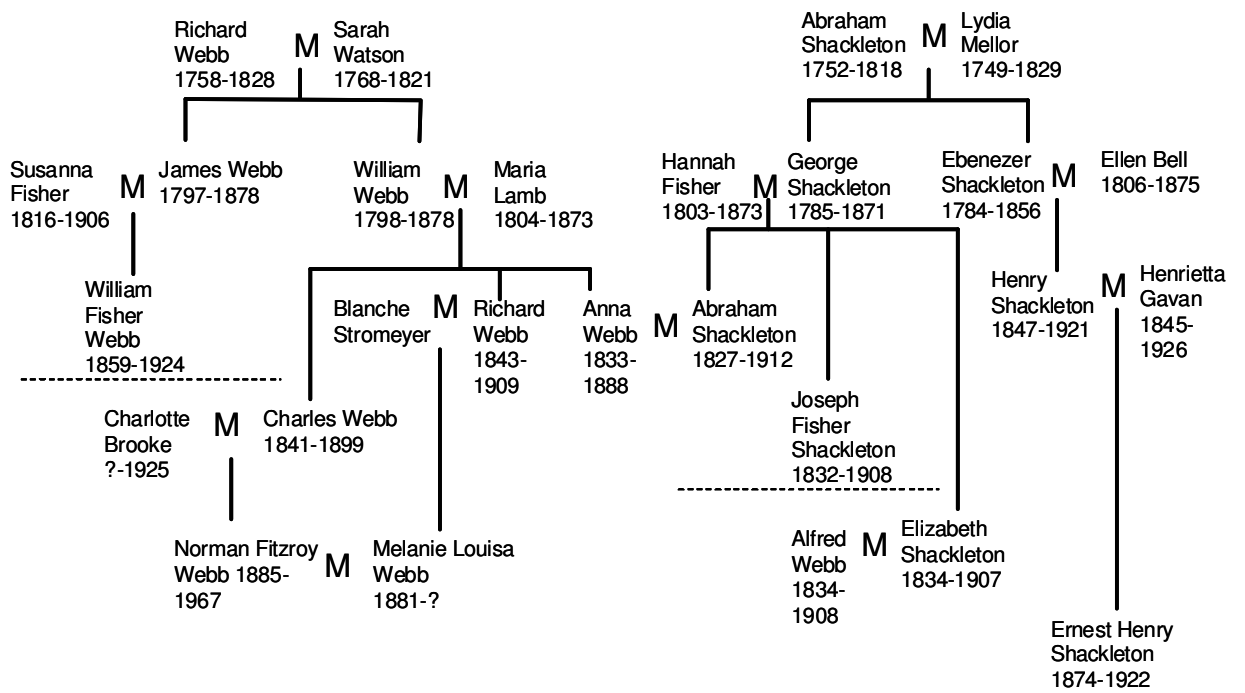 Richard
Webb
1758-1828
M
Sarah
Watson
1768-1821
Abraham
Shackleton
1752-1818
M
Lydia
Mellor
1749-1829
Susanna
Fisher
1816-1906
M
James Webb
1797-1878
William
Webb
1798-1878
M
Maria
Lamb
1804-1873
Hannah
Fisher
1803-1873
M
George
Shackleton
1785-1871
Ebenezer
Shackleton
1784-1856
M
Ellen Bell
1806-1875
William
Fisher
Webb
1859-1924
Blanche
Stromeyer
M
Richard
Webb
1843-
1909
Anna
Webb
1833-
1888
M
Abraham
Shackleton
1827-1912
Henry
Shackleton
1847-1921
M
Henrietta
Gavan
1845-
1926
Charlotte
Brooke
?-1925
M
Charles Webb
1841-1899
Joseph
Fisher
Shackleton
1832-1908
Norman Fitzroy
Webb 1885-
1967
M
Melanie Louisa
Webb
1881-?
Alfred
Webb
1834-
1908
M
Elizabeth
Shackleton
1834-1907
Ernest Henry
Shackleton
1874-1922